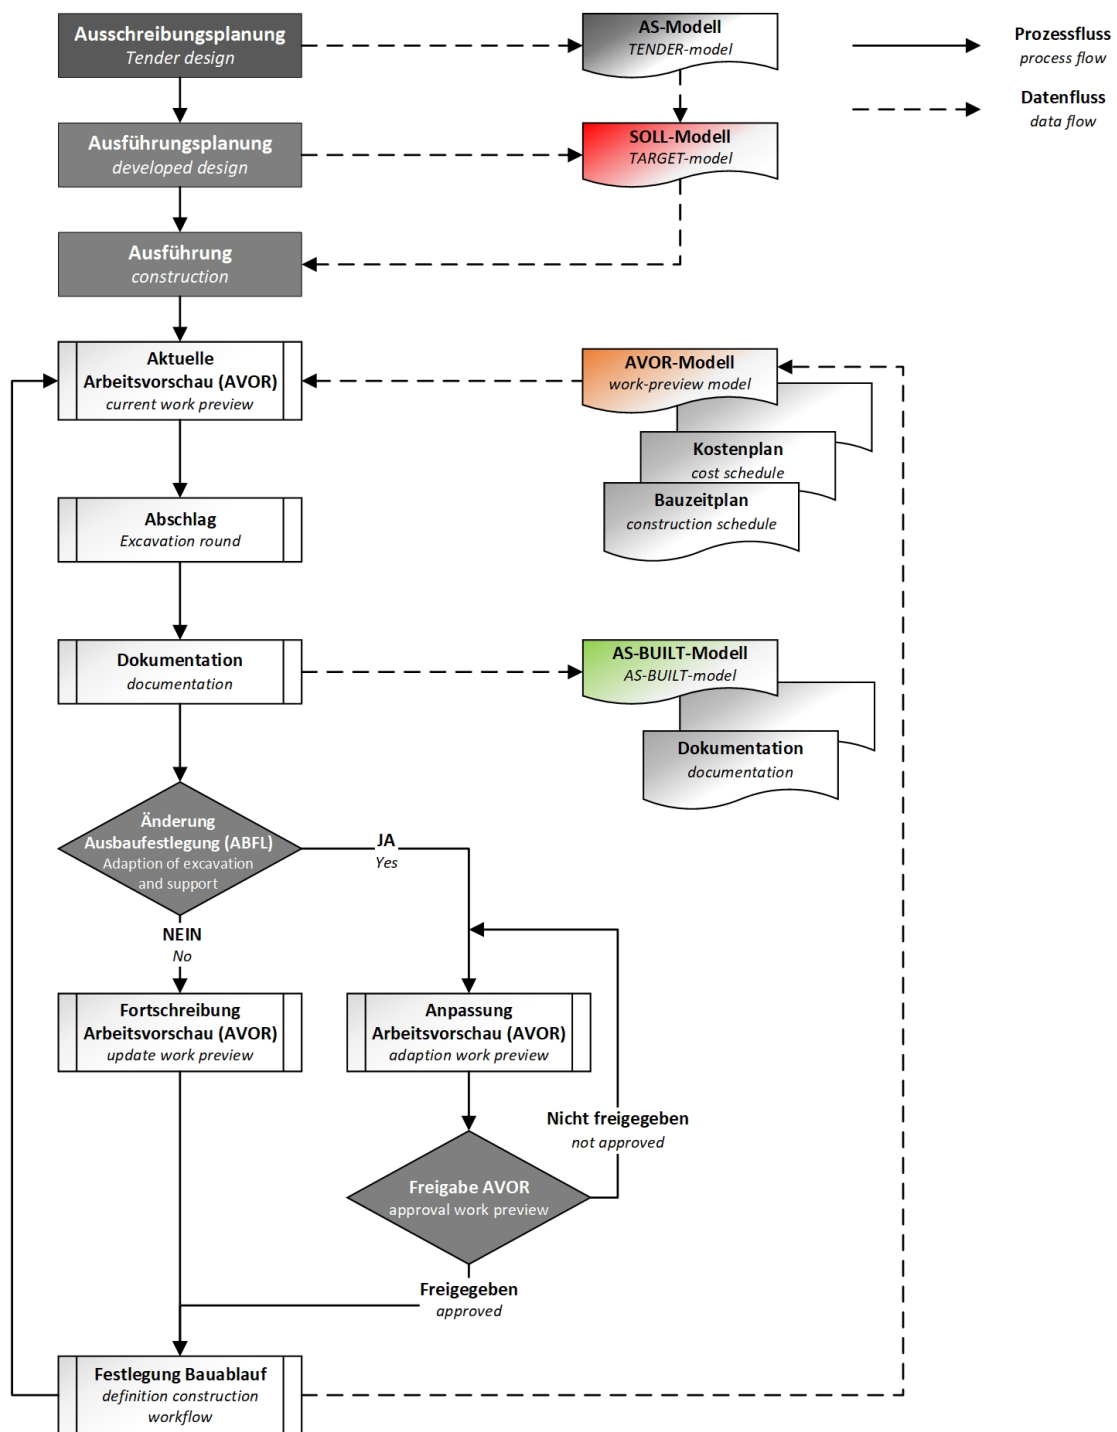 Ausschreibungsplanung
Tender design
AS-Modell
TENDER-model
Prozessfluss
process flow
Datenfluss
data flow
Ausführungsplanung
developed design
SOLL-Modell
TARGET-model
Ausführung
construction
Aktuelle
Arbeitsvorschau (AVOR)
current work preview
AVOR-Modell
work-preview model
Kostenplan
cost schedule
Bauzeitplan
construction schedule
Abschlag
Excavation round
Dokumentation
documentation
AS-BUILT-Modell
AS-BUILT-model
Dokumentation
documentation
Änderung
Ausbaufestlegung (ABFL)
Adaption of excavation
and support
JA
Yes
NEIN
No
Fortschreibung
Arbeitsvorschau (AVOR)
update work preview
Anpassung
Arbeitsvorschau (AVOR)
adaption work preview
Nicht freigegeben
not approved
Freigabe AVOR
approval work preview
Freigegeben
approved
Festlegung Bauablauf
definition construction
workflow